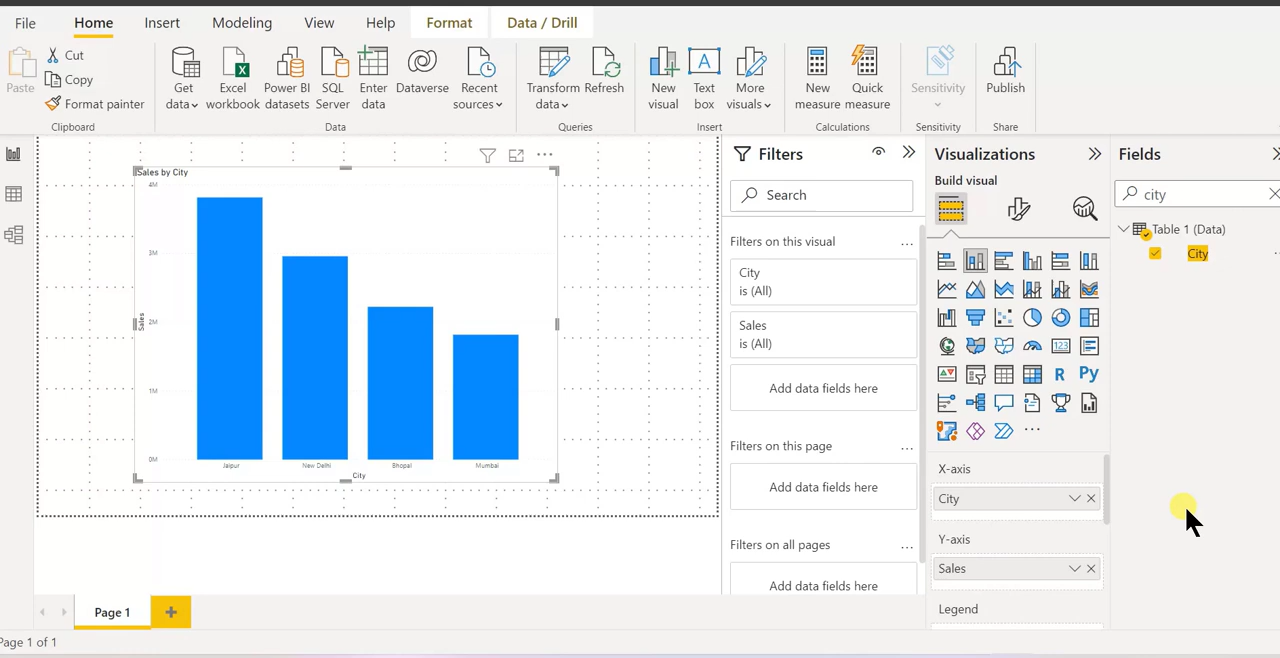 File Home Insert Modeling View Help Format Data / Drill
Paste
Cut
Copy
Format painter
Clipboard
Get data
Excel workbook
Power BI datasets
SQL Server
Enter data
Dataverse
Recent sources
Data
Transform data
Refresh
Queries
New visual
Text box
More visuals
Insert
New measure
Quick measure
Calculations
Sensitivity
Sensitivity
Publish
Share
Sales by City
4M
3M
2M
1M
0M
Sales
Jaipur New Delhi Bhopal Mumbai
City
Filters
Search
Filters on this visual ...
City
is (All)
Sales
is (All)
Add data fields here
Filters on this page ...
Add data fields here
Filters on all pages ...
Add data fields here
Visualizations
Build visual
123
R Py
...
X-axis
City
Y-axis
Sales
Legend
Fields
city
Table 1 (Data)
City
Page 1
Page 1 of 1